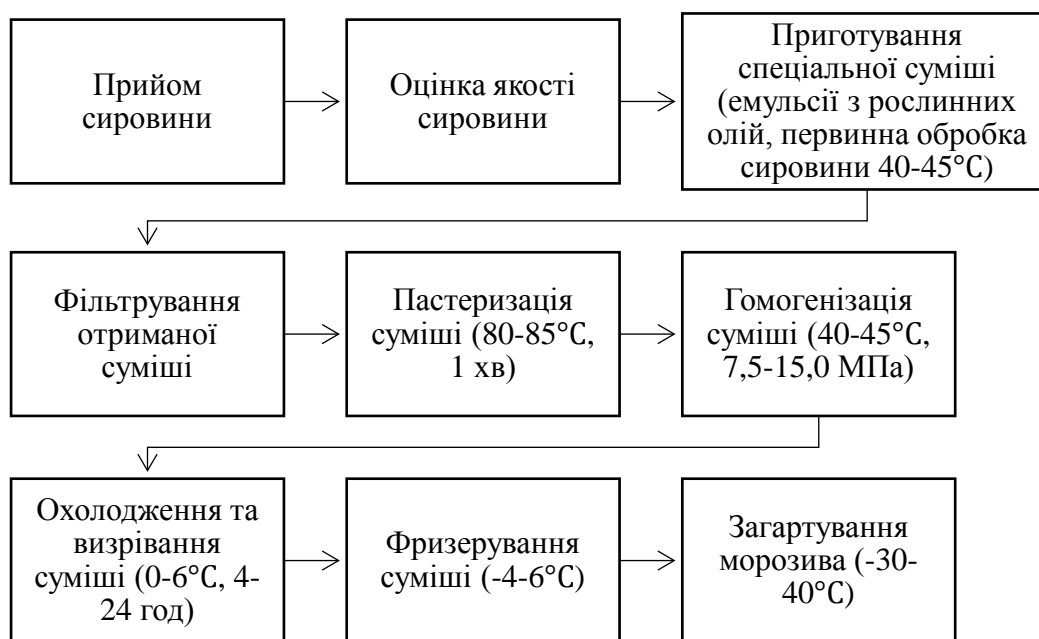 Прийом
сировини
Оцінка якості
сировини
Приготування
спеціальної суміші
(емульсії з рослинних
олій, первинна обробка
сировини 40-45°С)
Фільтрування
отриманої
суміші
Пастеризація
суміші (80-85°С,
1 хв)
Гомогенізація
суміші (40-45°С,
7,5-15,0 МПа)
Охолодження та
визрівання
суміші (0-6°С, 4-
24 год)
Фризерування
суміші (-4-6°С)
Загартування
морозива (-30-
40°С)